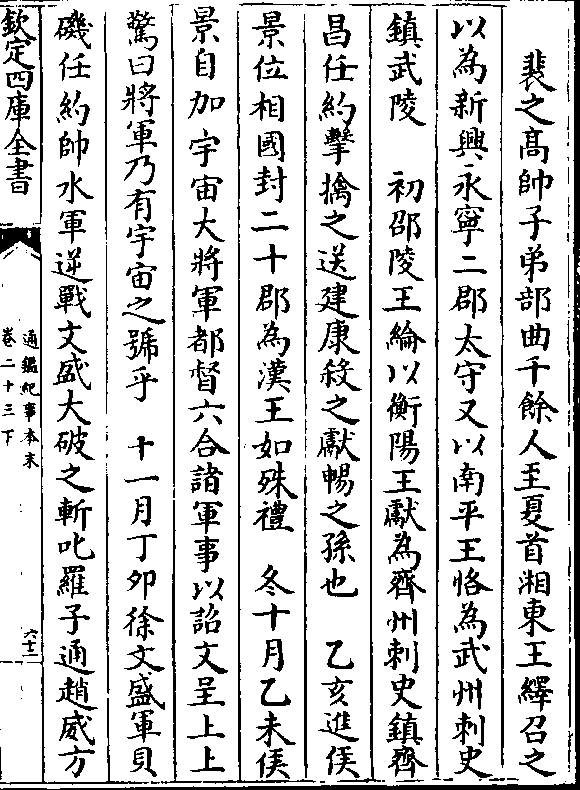 裴之髙帥子弟部曲千餘人至夏首湘東王繹召之
以為新興永寧二郡太守又以南平王恪為武州刺史
鎮武陵　初邵陵王綸以衡陽王獻為齊州刺史鎮齊
昌任約擊擒之送建康殺之獻暢之孫也　乙亥進侯
景位相國封二十郡為漢王如殊禮　冬十月乙未侯
景自加宇宙大將軍都督六合諸軍事以詔文呈上上
驚曰將軍乃有宇宙之號乎　十一月丁夘徐文盛軍貝
磯任約帥水軍逆戰文盛大破之斬叱羅子通趙威方
欽定四庫全書
通鑑紀事本末
卷二十三下
六十三